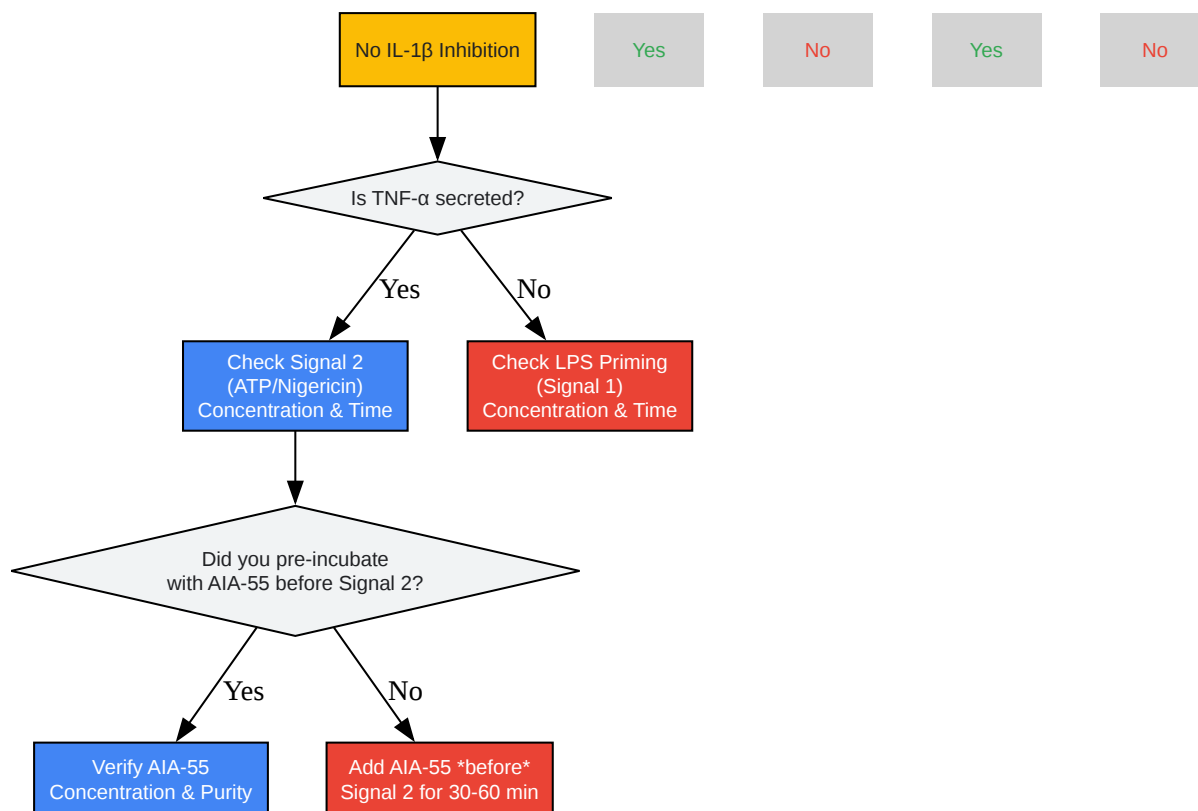 No IL-1β Inhibition
Yes
No
Yes
No
Is TNF-α secreted?
Yes
No
Check Signal 2
(ATP/Nigericin)
Concentration & Time
Check LPS Priming
(Signal 1)
Concentration & Time
Did you pre-incubate
with AIA-55 before Signal 2?
Yes
No
Verify AIA-55
Concentration & Purity
Add AIA-55 *before*
Signal 2 for 30-60 min